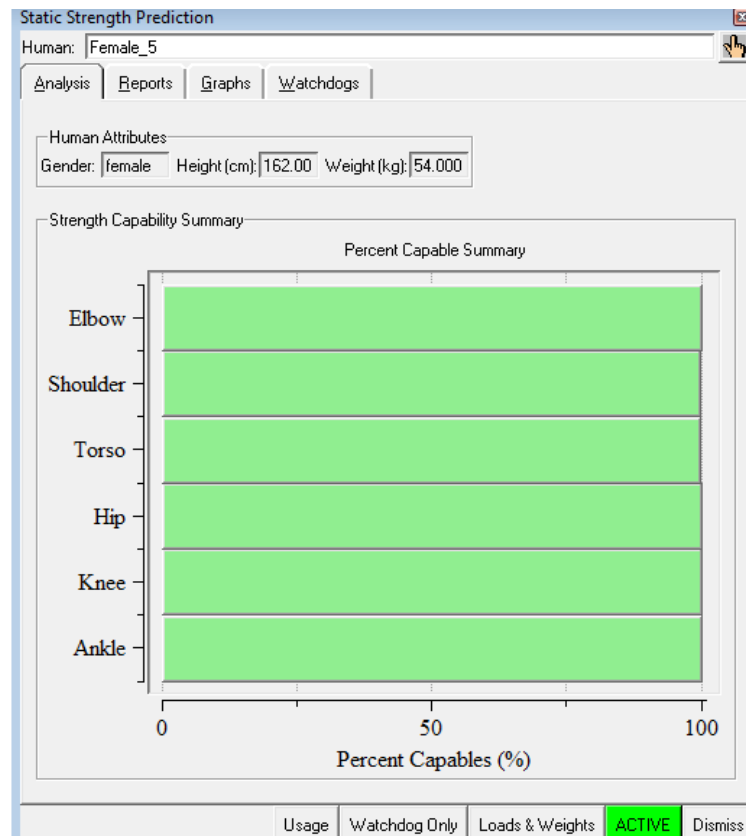 Static Strength Prediction
Human: Female_5
Analysis Reports Graphs Watchdogs
Human Attributes
Gender: female Height (cm): 162.00 Weight (kg): 54.000
Strength Capability Summary
Percent Capable Summary
Elbow
Shoulder
Torso
Hip
Knee
Ankle
0 50 100
Percent Capables (%)
Usage Watchdog Only Loads & Weights ACTIVE Dismiss